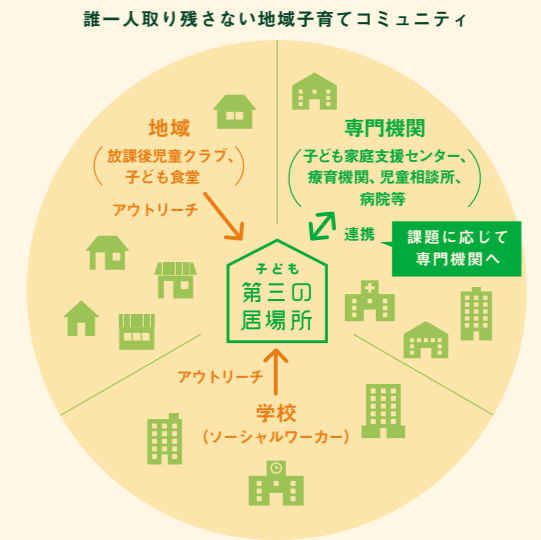 誰一人取り残さない地域子育てコミュニティ
地域
(放課後児童クラブ、
子ども食堂)
アウトリーチ
専門機関
(子ども家庭支援センター、
療育機関、児童相談所、
病院等)
連携
課題に応じて
専門機関へ
子ども
第三の
居場所
アウトリーチ
学校
(ソーシャルワーカー)